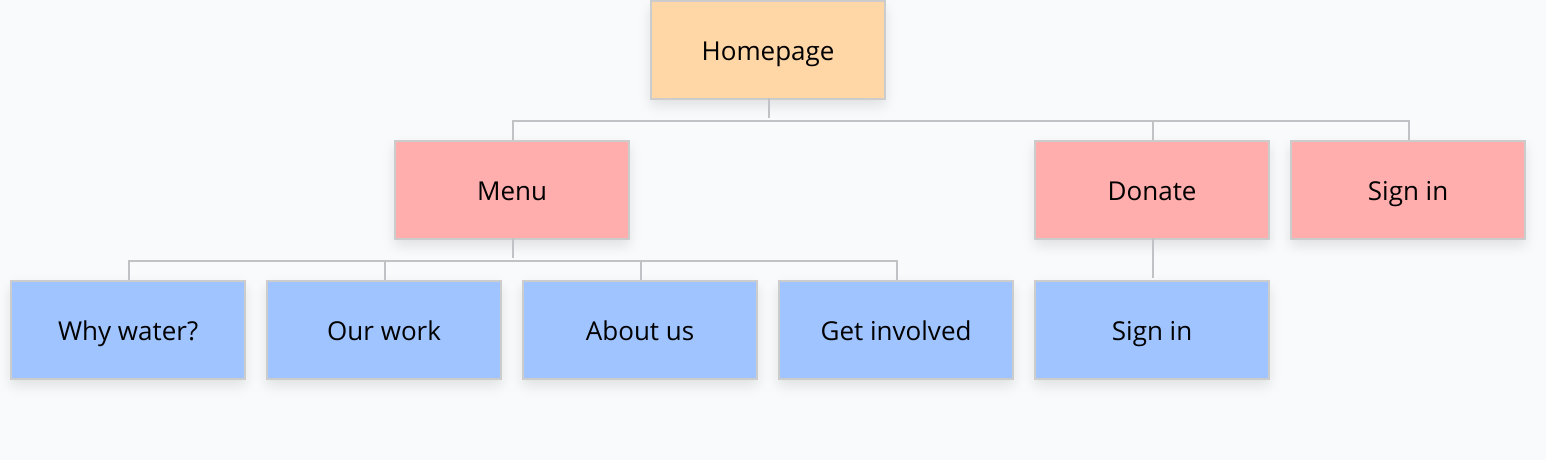 Homepage
Menu
Donate
Sign in
Why water?
Our work
About us
Get involved
Sign in